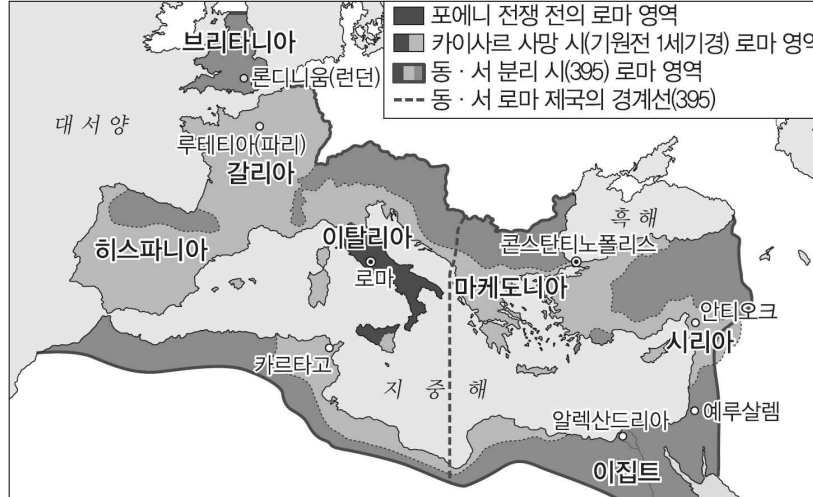 포에니 전쟁 전의 로마 영역
카이사르 사망 시(기원전 1세기경) 로마 영역
동·서 분리 시(395) 로마 영역
동·서 로마 제국의 경계선(395)
브리타니아
론디니움(런던)
대서양
루테티아(파리)
갈리아
히스파니아
이탈리아
로마
흑해
콘스탄티노폴리스
마케도니아
안티오크
시리아
카르타고
지중해
예루살렘
알렉산드리아
이집트